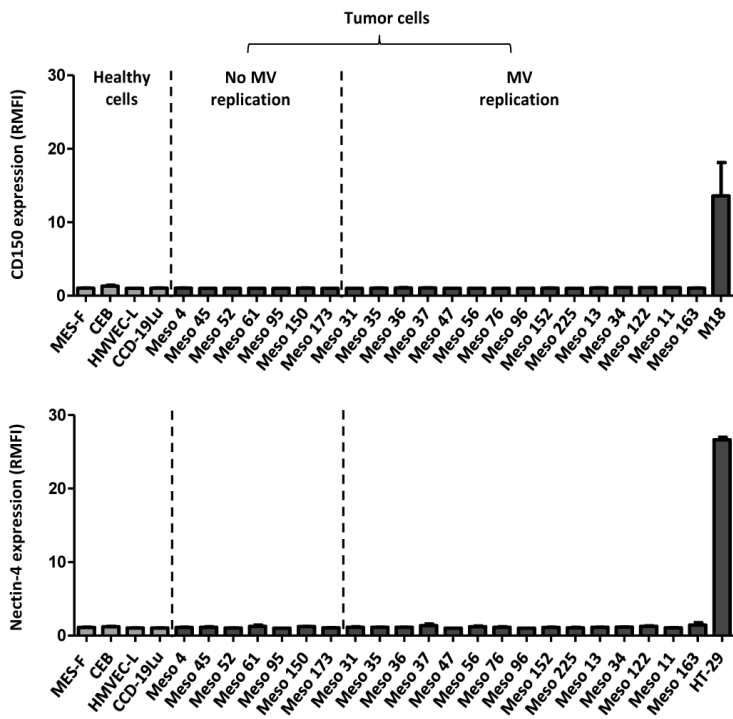 Tumor cells
Healthy cells
No MV replication
MV replication
CD150 expression (RMFI)
30
20
10
0
MES-F
CEB
HMVEC-L
CCD-19Lu
Meso 4
Meso 45
Meso 52
Meso 61
Meso 95
Meso 150
Meso 173
Meso 31
Meso 35
Meso 36
Meso 37
Meso 47
Meso 56
Meso 76
Meso 96
Meso 152
Meso 225
Meso 13
Meso 34
Meso 122
Meso 11
Meso 163
M18
Nectin-4 expression (RMFI)
30
20
10
0
MES-F
CEB
HMVEC-L
CCD-19Lu
Meso 4
Meso 45
Meso 52
Meso 61
Meso 95
Meso 150
Meso 173
Meso 31
Meso 35
Meso 36
Meso 37
Meso 47
Meso 56
Meso 76
Meso 96
Meso 152
Meso 225
Meso 13
Meso 34
Meso 122
Meso 11
Meso 163
HT-29